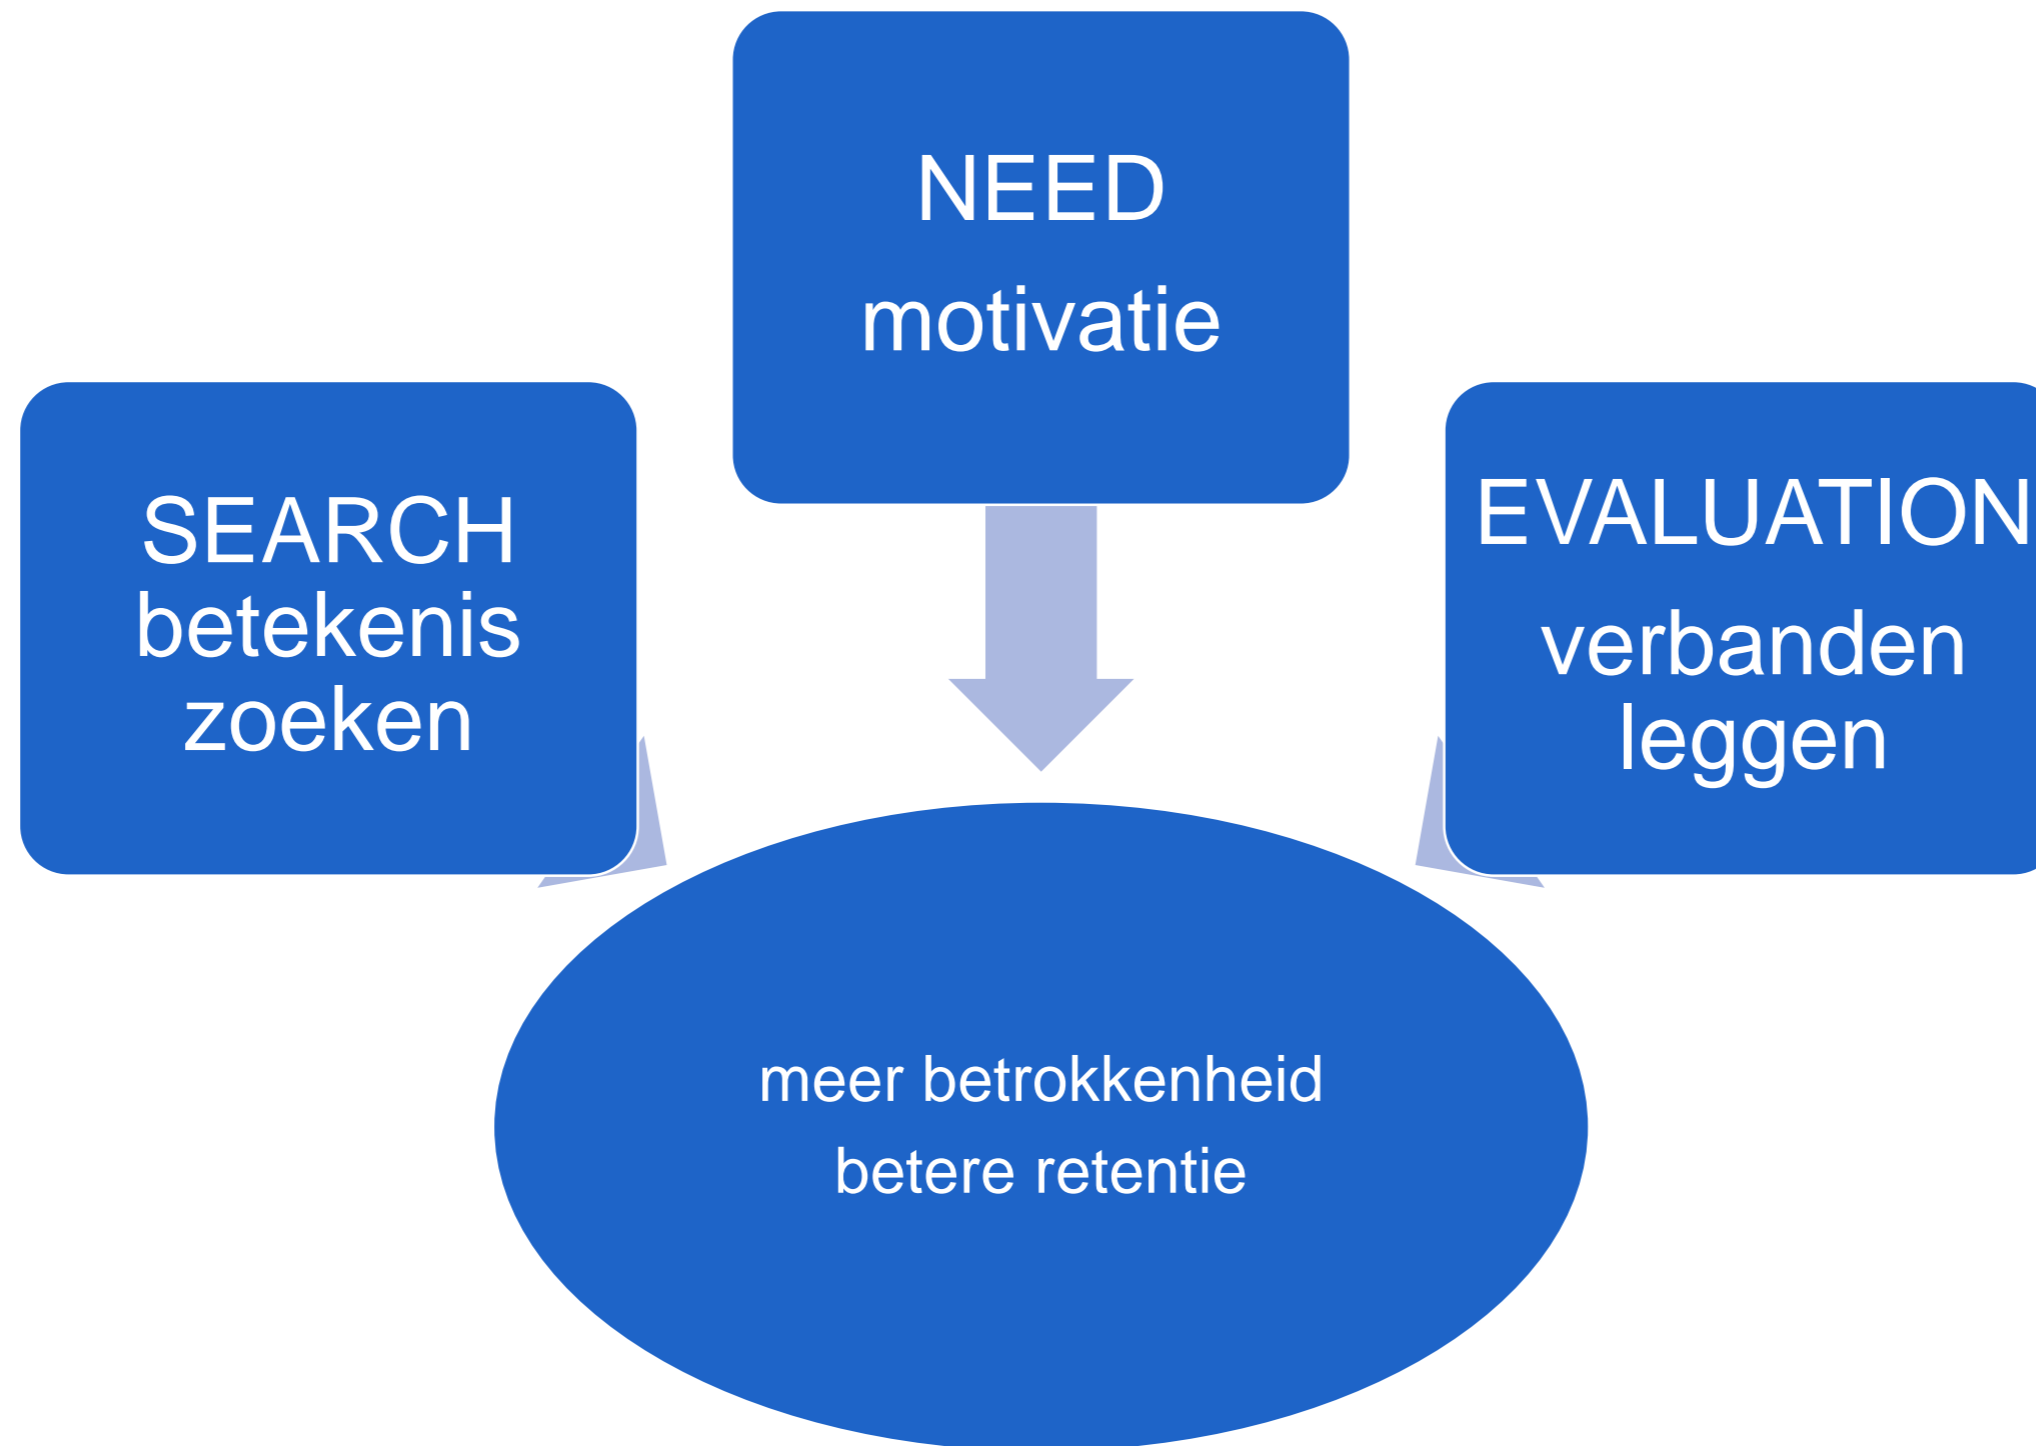 NEED
motivatie
SEARCH
betekenis
zoeken
EVALUATION
verbanden
leggen
meer betrokkenheid
betere retentie